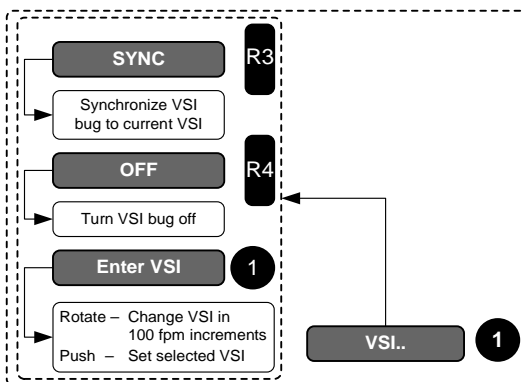 SYNC
R3
Synchronize VSI
bug to current VSI
OFF
R4
Turn VSI bug off
Enter VSI 1
Rotate – Change VSI in
100 fpm increments
Push – Set selected VSI
VSI.. 1